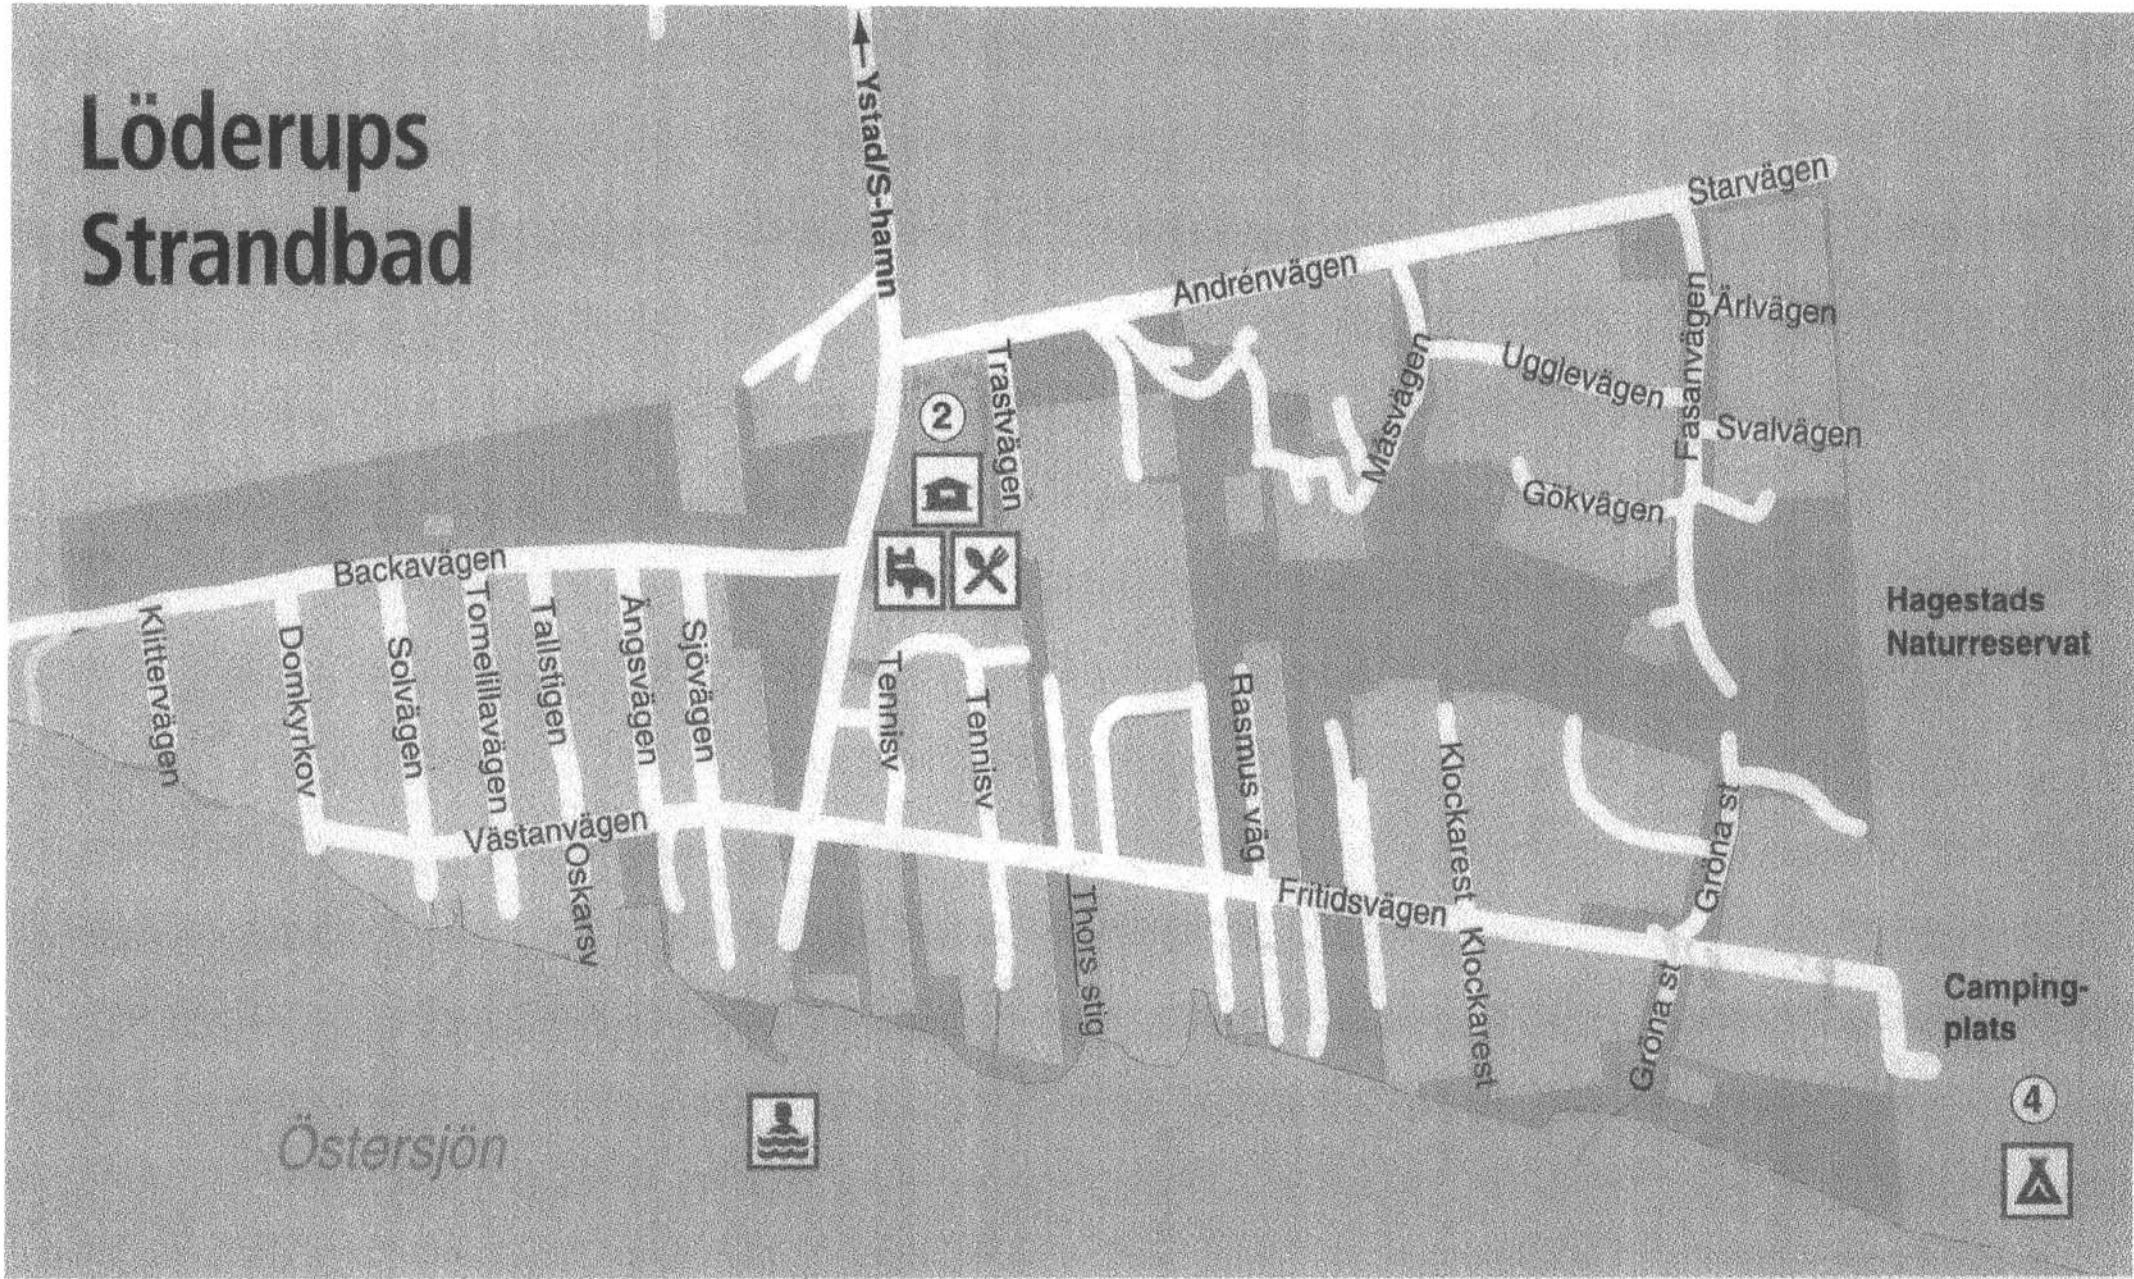 Löderups
Strandbad
Ystad/S-hamn
Starvägen
Andrénvägen
Ärlvägen
Fasanvägen
Trastvägen
Måsvägen
Ugglevägen
Svalvägen
2
Gökvägen
Backavägen
Klittervägen
Domkyrkov
Solvägen
Tomelillavägen
Tallstigen
Ängsvägen
Sjövägen
Tennisv
Tennisv
Rasmus väg
Klockarest
Gröna st
Hagestads
Naturreservat
Västanvägen
Oskarsv
Thors stig
Fritidsvägen
Klockarest
Gröna st
Camping-
plats
4
Östersjön